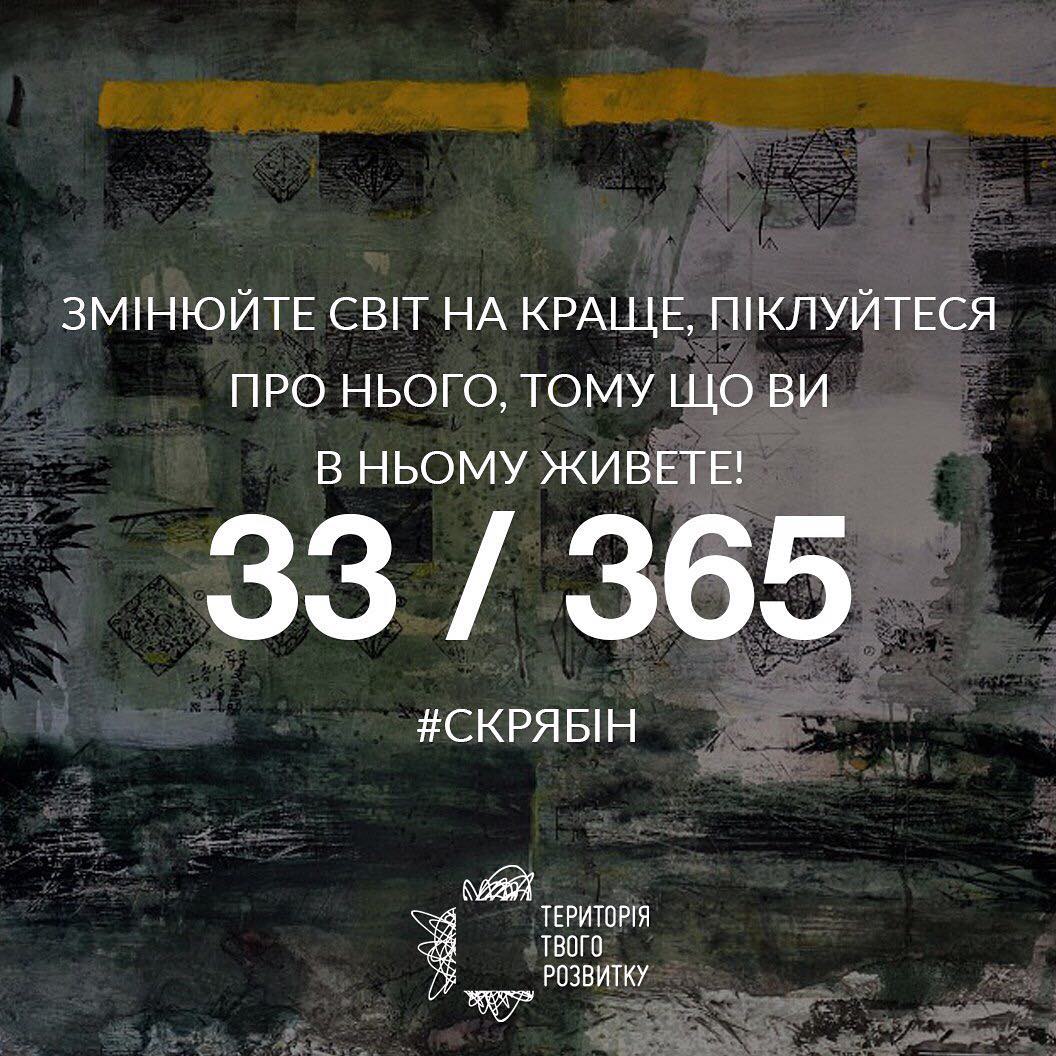 ЗМІНЮЙТЕ СВІТ НА КРАЩЕ, ПІКЛУЙТЕСЯ
ПРО НЬОГО, ТОМУ ЩО ВИ
В НЬОМУ ЖИВЕТЕ!
33 / 365
#СКРЯБІН
ТЕРИТОРІЯ
ТВОГО
РОЗВИТКУ